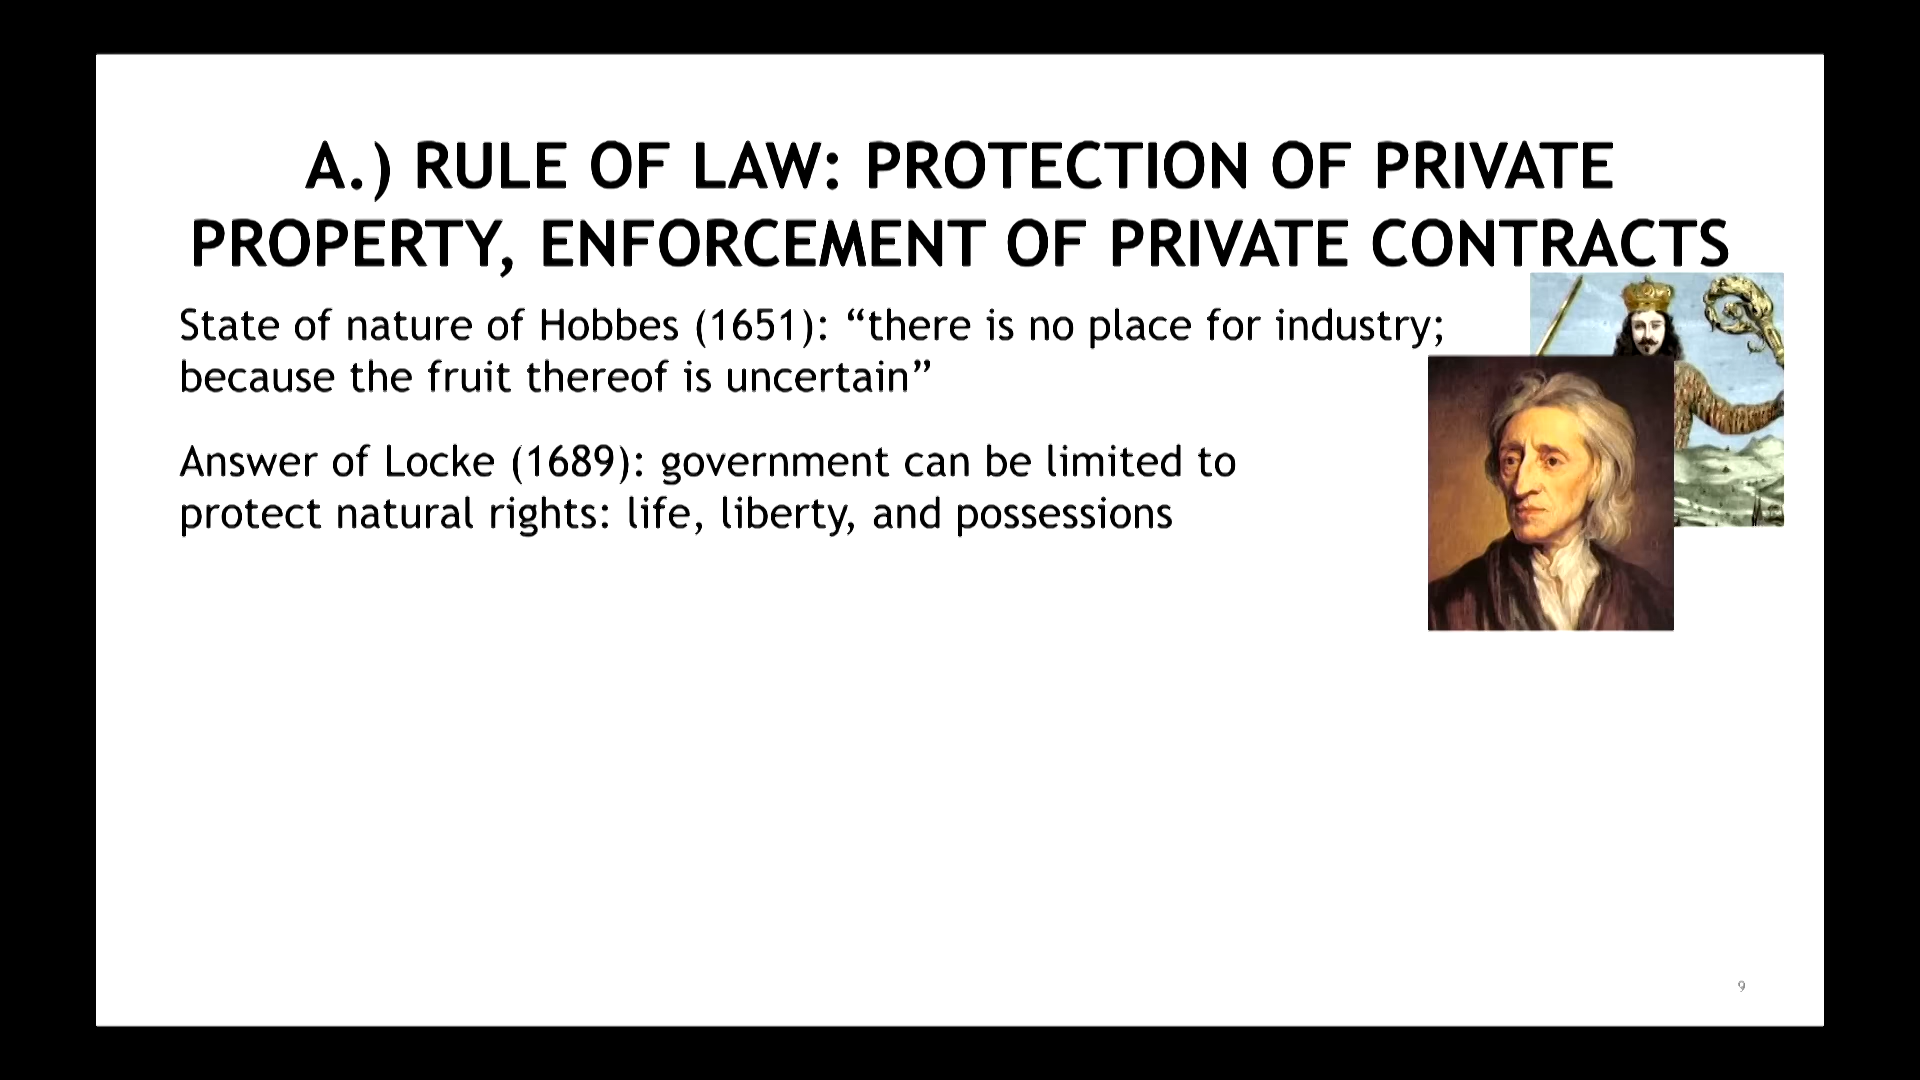 A.) RULE OF LAW: PROTECTION OF PRIVATE
PROPERTY, ENFORCEMENT OF PRIVATE CONTRACTS
State of nature of Hobbes (1651): “there is no place for industry;
because the fruit thereof is uncertain”
Answer of Locke (1689): government can be limited to
protect natural rights: life, liberty, and possessions
9